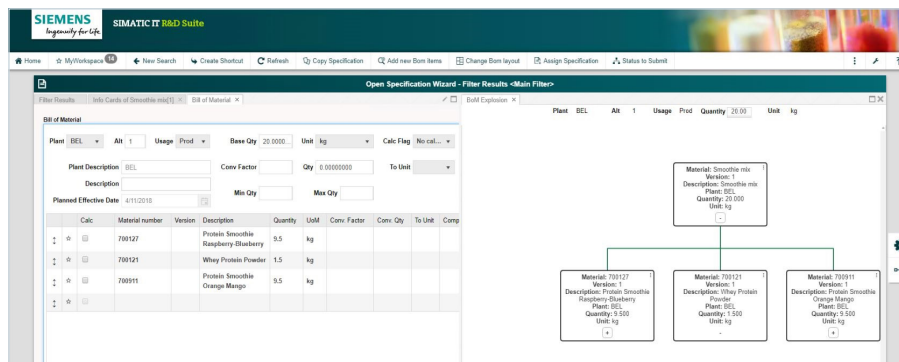 SIEMENS
Ingenuity for life
SIMATIC IT R&D Suite
Home MyWorkspace 14 New Search Create Shortcut Refresh Copy Specification Add new Bom items Change Bom layout Assign Specification Status to Submit
Open Specification Wizard - Filter Results <Main Filter>
Filter Results Info Cards of Smoothie mix[1] × Bill of Material ×
BoM Explosion ×
Bill of Material
Plant BEL Alt 1 Usage Prod Quantity 20.00 Unit kg
Plant BEL Alt 1 Usage Prod Base Qty 20.0000... Unit kg Calc Flag No cal...
Plant Description BEL Conv Factor Qty 0.00000000 To Unit
Description
Min Qty Max Qty
Planned Effective Date 4/11/2018
Calc Material number Version Description Quantity UoM Conv. Factor Conv. Qty To Unit Comp
700127 Protein Smoothie Raspberry-Blueberry 9.5 kg
700121 Whey Protein Powder 1.5 kg
700911 Protein Smoothie Orange Mango 9.5 kg
Material: Smoothie mix
Version: 1
Description: Smoothie mix
Plant: BEL
Quantity: 20.000
Unit: kg
-
Material: 700127
Version: 1
Description: Protein Smoothie
Raspberry-Blueberry
Plant: BEL
Quantity: 9.500
Unit: kg
+
Material: 700121
Version: 1
Description: Whey Protein
Powder
Plant: BEL
Quantity: 1.500
Unit: kg
-
Material: 700911
Version: 1
Description: Protein Smoothie
Orange Mango
Plant: BEL
Quantity: 9.500
Unit: kg
+